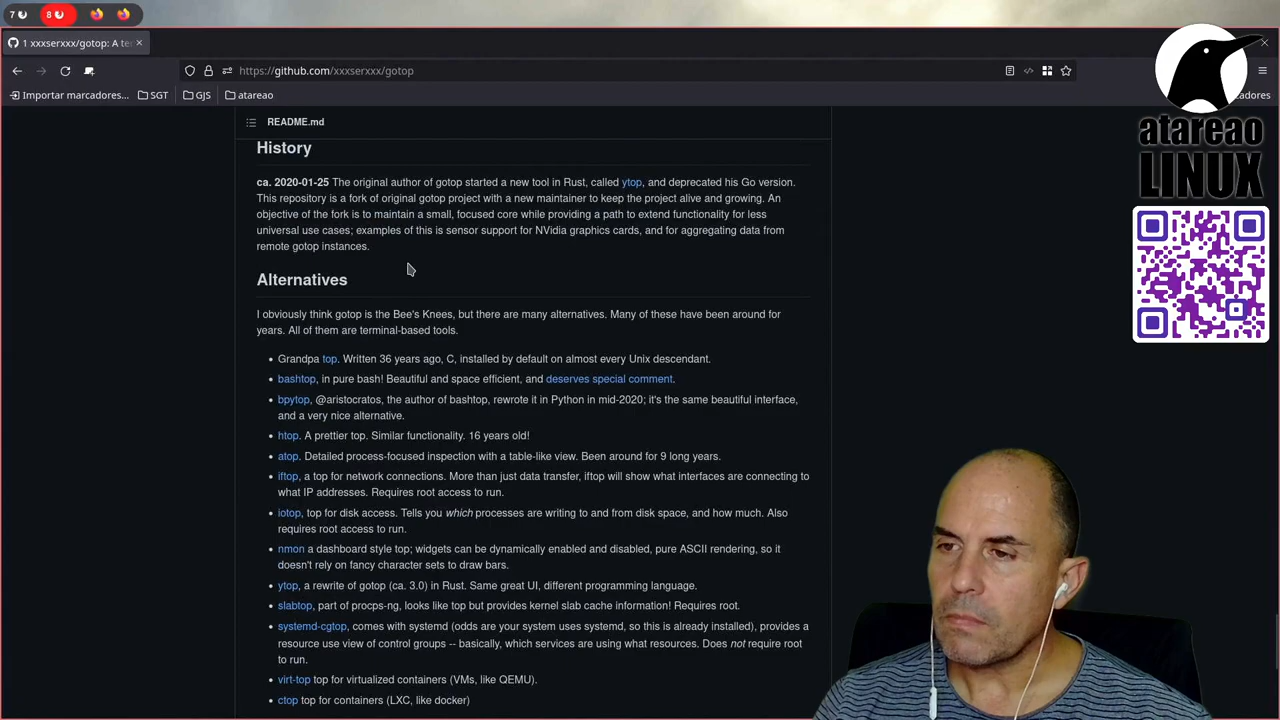 7
8
1 xxxserxxx/gotop: A te
https://github.com/xxxserxxx/gotop
Importar marcadores...
SGT
GJS
atareao
cadores
README.md
History
ca. 2020-01-25 The original author of gotop started a new tool in Rust, called ytop, and deprecated his Go version.
This repository is a fork of original gotop project with a new maintainer to keep the project alive and growing. An
objective of the fork is to maintain a small, focused core while providing a path to extend functionality for less
universal use cases; examples of this is sensor support for NVidia graphics cards, and for aggregating data from
remote gotop instances.
Alternatives
I obviously think gotop is the Bee's Knees, but there are many alternatives. Many of these have been around for
years. All of them are terminal-based tools.
• Grandpa top. Written 36 years ago, C, installed by default on almost every Unix descendant.
• bashtop, in pure bash! Beautiful and space efficient, and deserves special comment.
• bpytop, @aristocratos, the author of bashtop, rewrote it in Python in mid-2020; it's the same beautiful interface,
and a very nice alternative.
• htop. A prettier top. Similar functionality. 16 years old!
• atop. Detailed process-focused inspection with a table-like view. Been around for 9 long years.
• iftop, a top for network connections. More than just data transfer, iftop will show what interfaces are connecting to
what IP addresses. Requires root access to run.
• iotop, top for disk access. Tells you which processes are writing to and from disk space, and how much. Also
requires root access to run.
• nmon a dashboard style top; widgets can be dynamically enabled and disabled, pure ASCII rendering, so it
doesn't rely on fancy character sets to draw bars.
• ytop, a rewrite of gotop (ca. 3.0) in Rust. Same great UI, different programming language.
• slabtop, part of procps-ng, looks like top but provides kernel slab cache information! Requires root.
• systemd-cgtop, comes with systemd (odds are your system uses systemd, so this is already installed), provides a
resource use view of control groups -- basically, which services are using what resources. Does not require root
to run.
• virt-top top for virtualized containers (VMs, like QEMU).
• ctop top for containers (LXC, like docker)
atareao
LINUX